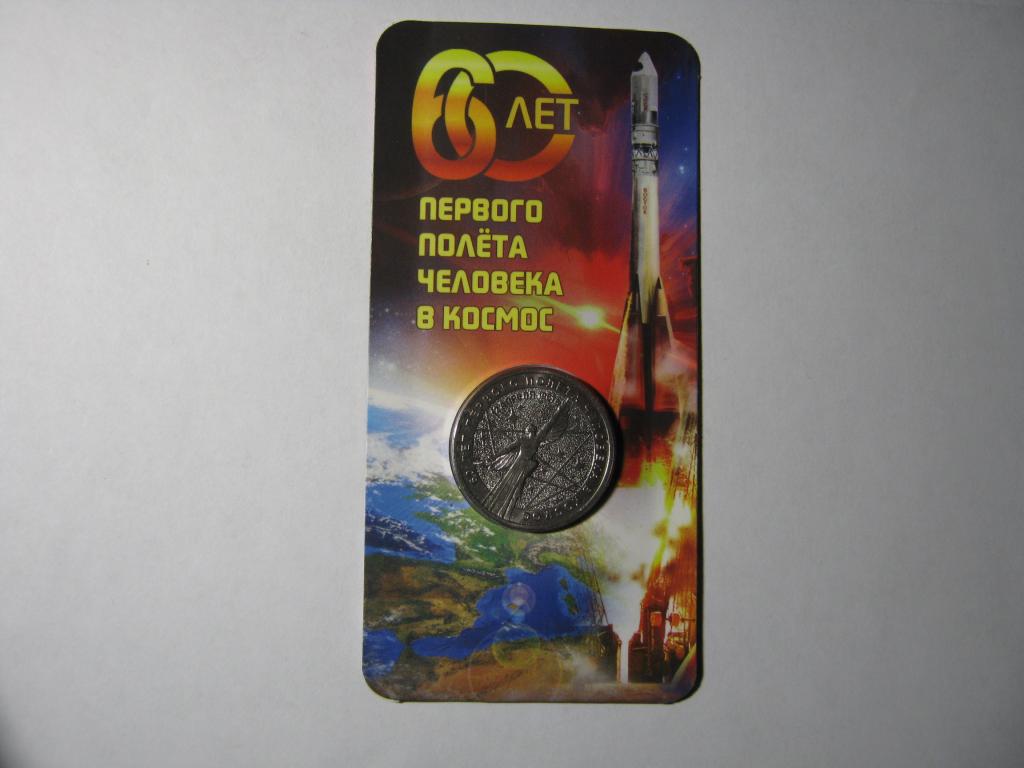 60 ЛЕТ
ПЕРВОГО
ПОЛЁТА
ЧЕЛОВЕКА
В КОСМОС